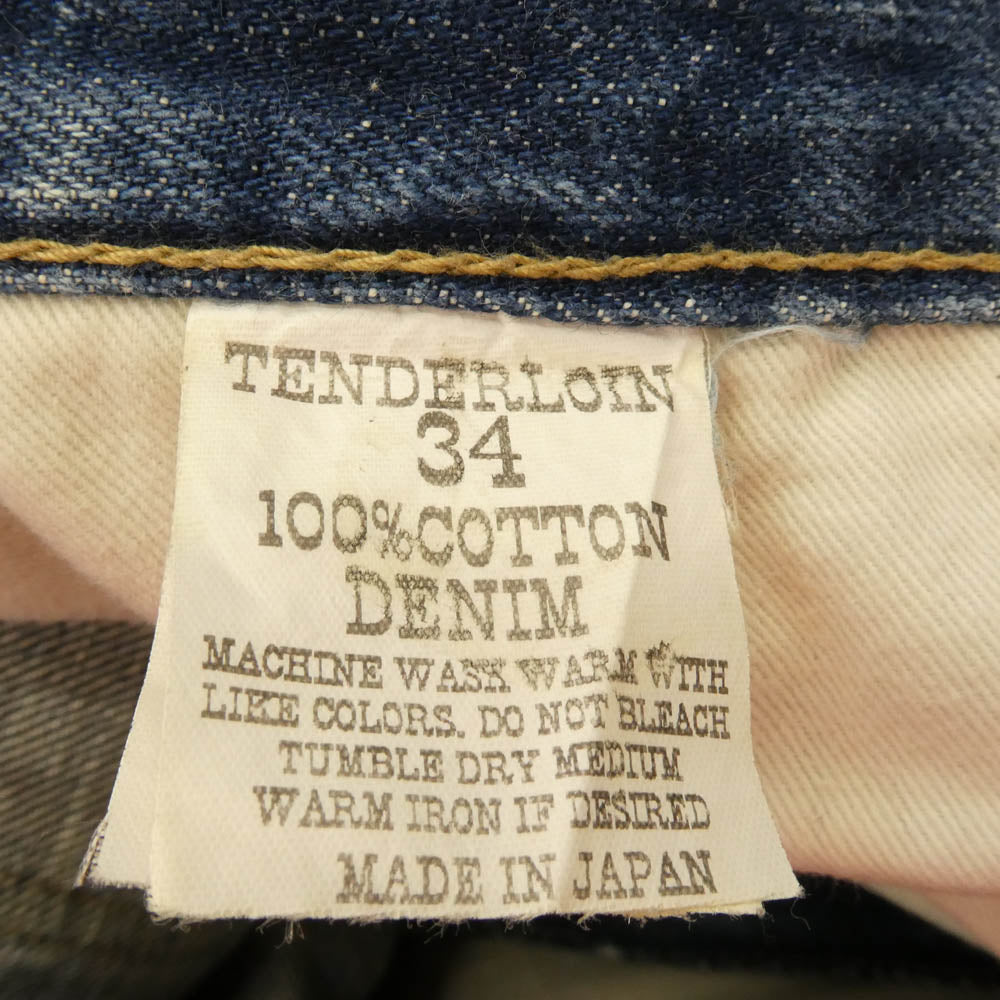 TENDERLOIN
34
100%COTTON
DENIM
MACHINE WASH WARM WITH
LIKE COLORS. DO NOT BLEACH
TUMBLE DRY MEDIUM
WARM IRON IF DESIRED
MADE IN JAPAN